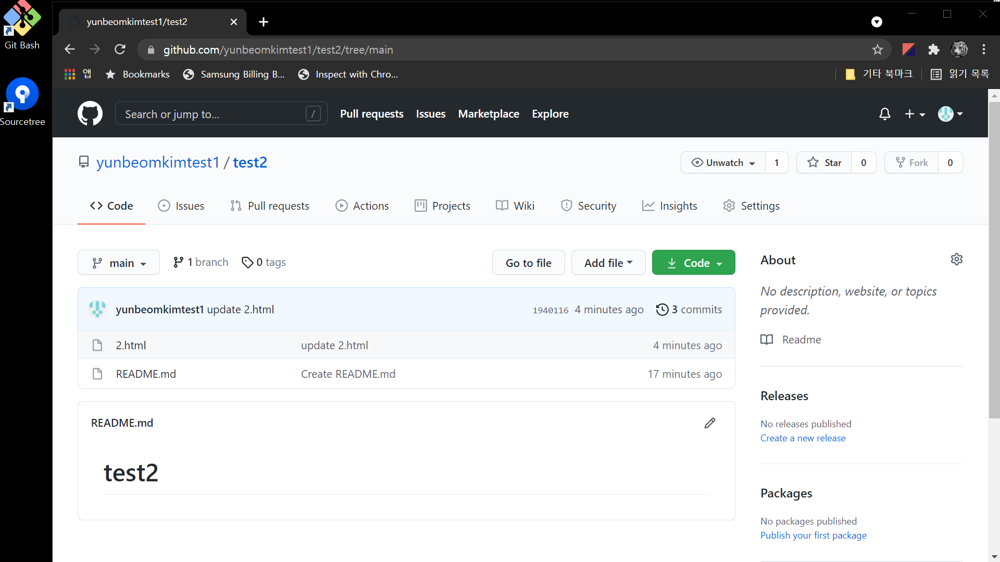 Git Bash
Sourcetree
yunbeomkimtest1/test2
github.com/yunbeomkimtest1/test2/tree/main
앱
Bookmarks
Samsung Billing B...
Inspect with Chro...
기타 북마크
읽기 목록
Search or jump to...
/
Pull requests
Issues
Marketplace
Explore
yunbeomkimtest1 / test2
Unwatch
1
Star
0
Fork
0
Code
Issues
Pull requests
Actions
Projects
Wiki
Security
Insights
Settings
main
1 branch
0 tags
Go to file
Add file
Code
yunbeomkimtest1 update 2.html
1940116
4 minutes ago
3 commits
2.html
update 2.html
4 minutes ago
README.md
Create README.md
17 minutes ago
README.md
test2
About
No description, website, or topics
provided.
Readme
Releases
No releases published
Create a new release
Packages
No packages published
Publish your first package